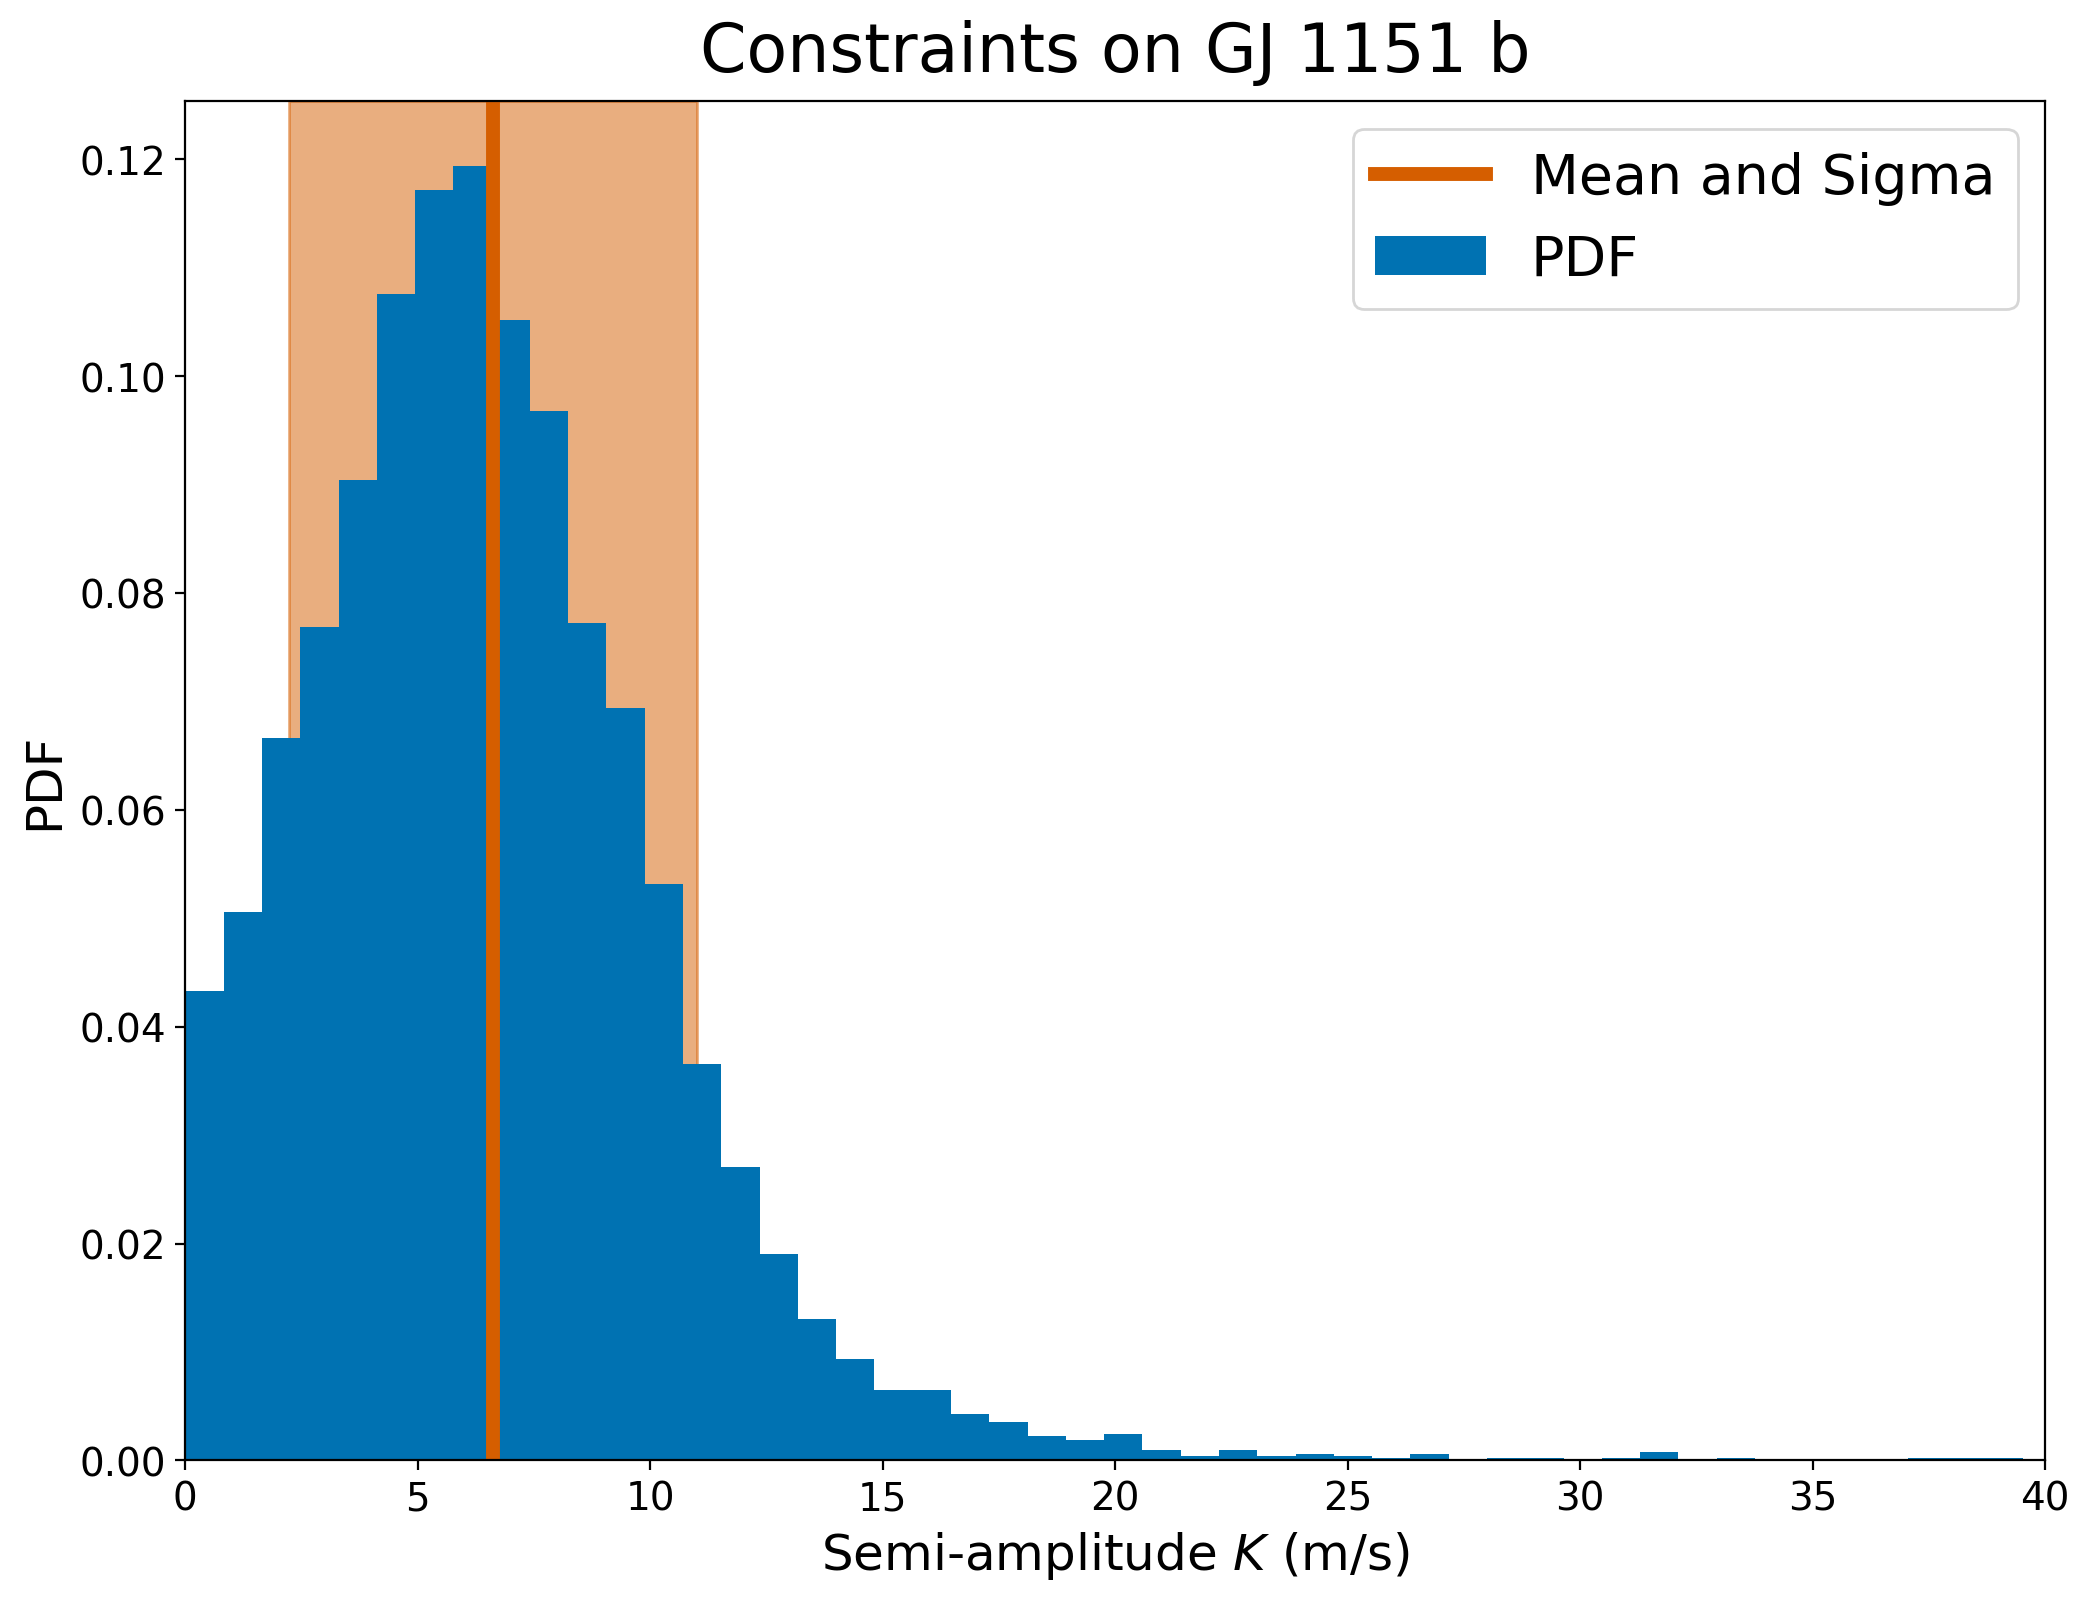 Constraints on GJ 1151 b
Mean and Sigma
PDF
PDF
0.12
0.10
0.08
0.06
0.04
0.02
0.00
0 5 10 15 20 25 30 35 40
Semi-amplitude K (m/s)